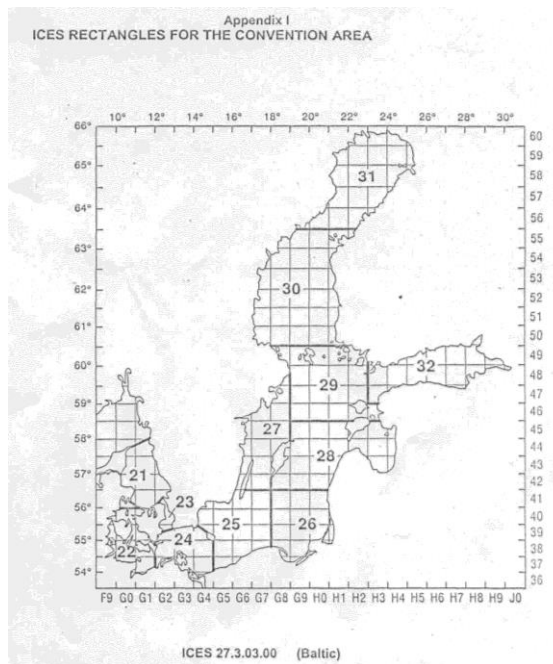 Appendix I
ICES RECTANGLES FOR THE CONVENTION AREA
10° 12° 14° 16° 18° 20° 22° 24° 26° 28° 30°
66° 60
65° 59
58
31
57
64° 56
55
63° 54
53
62° 30 52
51
61° 50
49
60° 32 48
29
59° 47
46
27 45
58° 28 44
43
57° 21 42
23 41
56° 25 26 40
55° 24 39
22 38
54° 37
36
F9 G0 G1 G2 G3 G4 G5 G6 G7 G8 G9 H0 H1 H2 H3 H4 H5 H6 H7 H8 H9 J0
ICES 27.3.03.00 (Baltic)